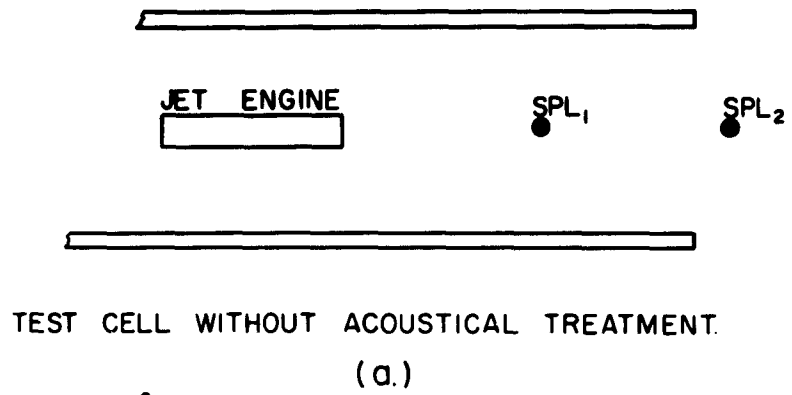 JET ENGINE
SPL₁
SPL₂
TEST CELL WITHOUT ACOUSTICAL TREATMENT.
(a.)